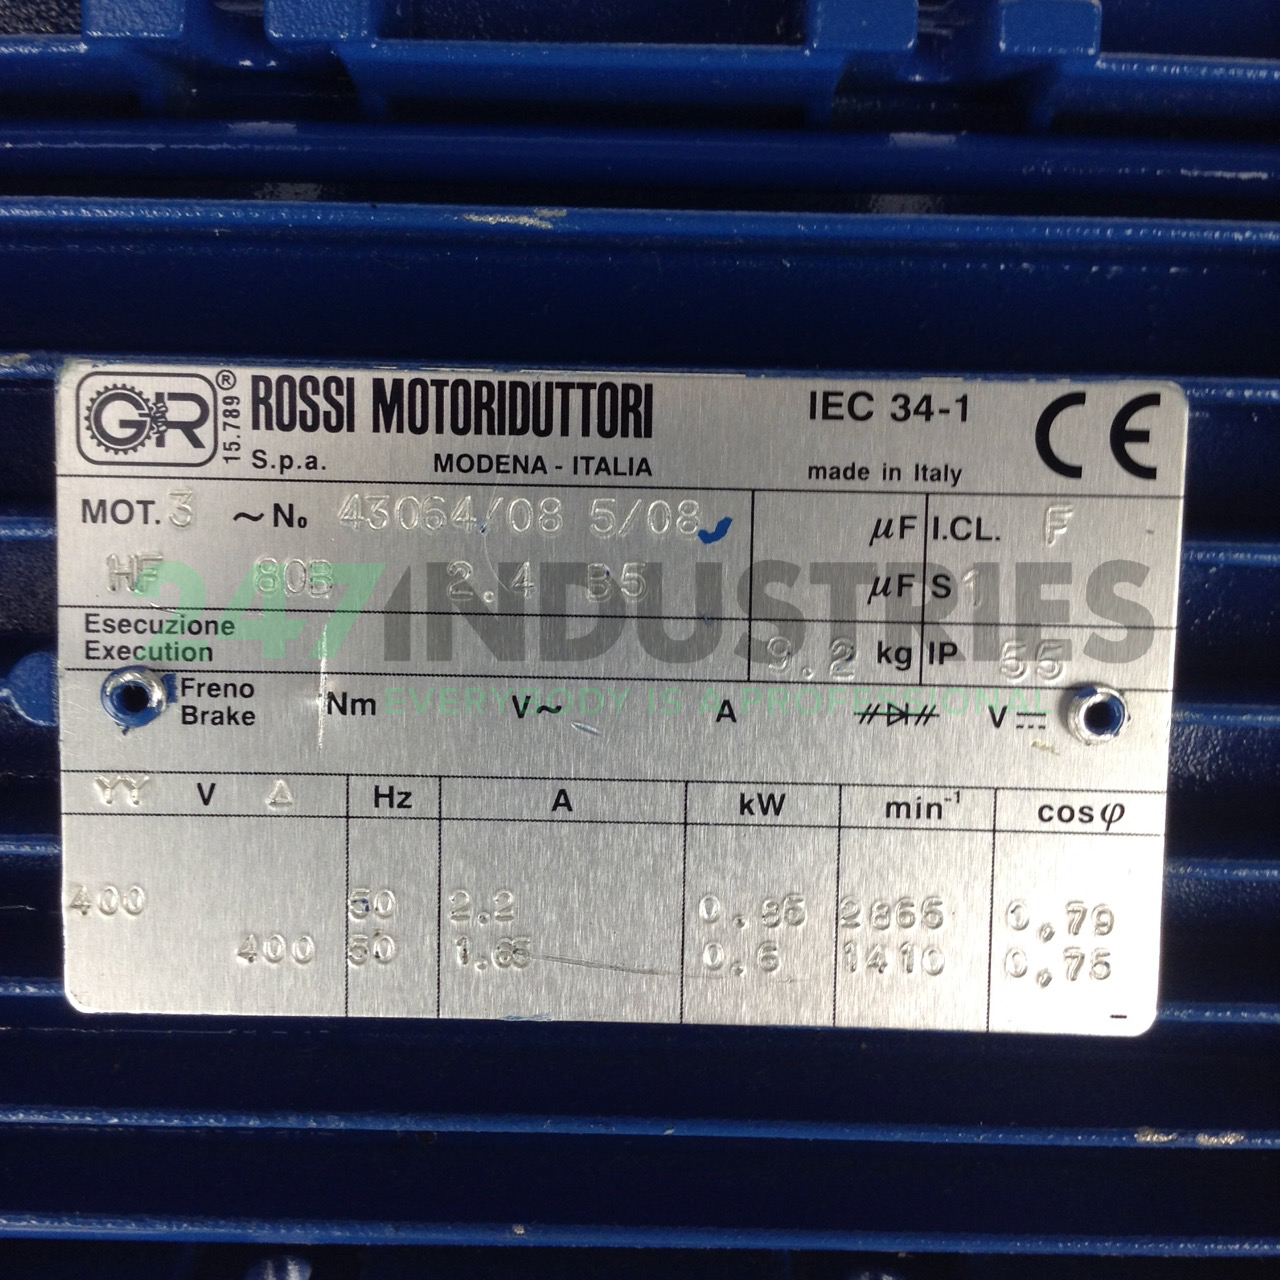 GR ® 15.789 ROSSI MOTORIDUTTORI IEC 34-1 CE
S.p.a. MODENA - ITALIA made in Italy
MOT. 3 ~ No 43064/08 5/08 µF I.CL. F
HF 80B 2.4 B5 µF S 1
247 INDUSTRIES
Esecuzione
Execution 9.2 kg IP 55
EVERYBODY IS A PROFESSIONAL
Freno
Brake Nm V~ A V
YY V Δ Hz A kW min-1 cosφ
400 50 2.2 0.85 2865 0,79
400 50 1.65 0.6 1410 0,75